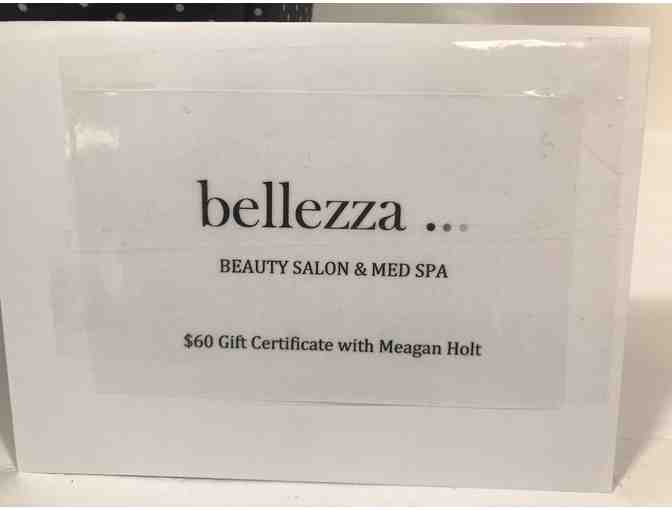 bellezza ...
BEAUTY SALON & MED SPA
$60 Gift Certificate with Meagan Holt